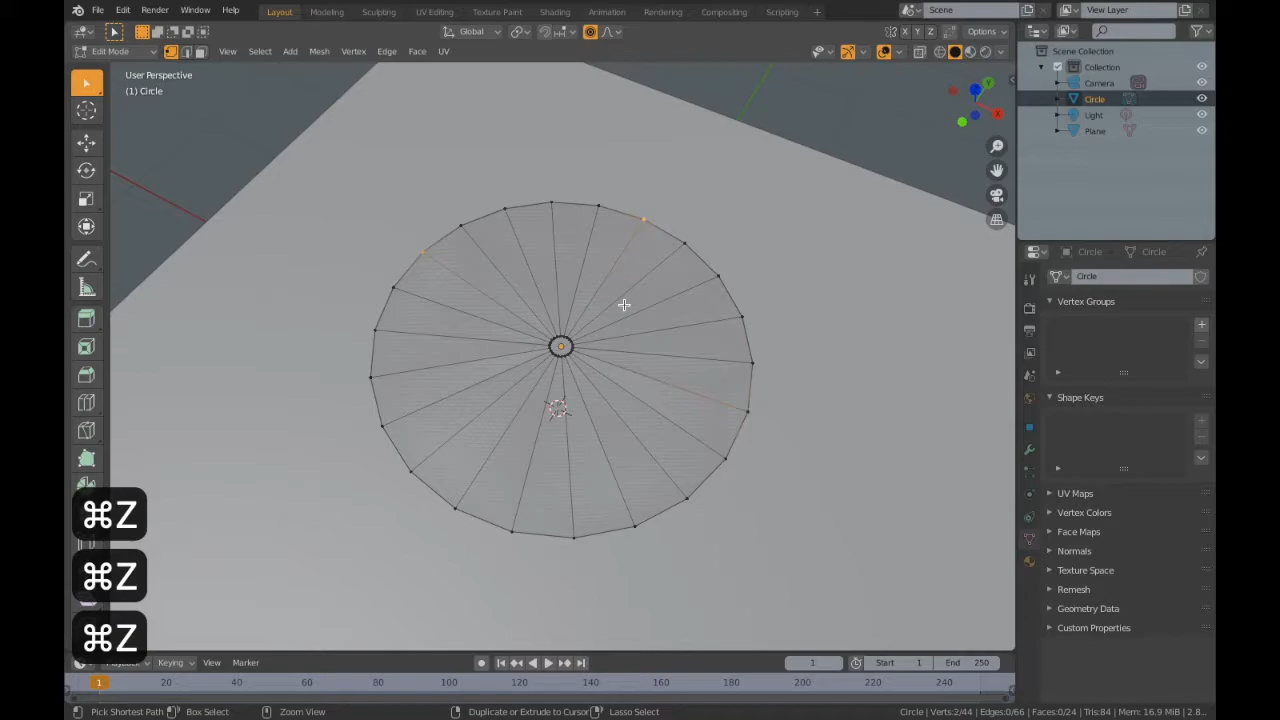 File Edit Render Window Help Layout Modeling Sculpting UV Editing Texture Paint Shading Animation Rendering Compositing Scripting + Scene View Layer
Global X Y Z Options
Edit Mode View Select Add Mesh Vertex Edge Face UV
Scene Collection
Collection
Camera
Circle
Light
Plane
User Perspective
(1) Circle
Y
Z
X
Circle Circle
Circle
Vertex Groups
Shape Keys
UV Maps
Vertex Colors
Face Maps
Normals
Texture Space
Remesh
Geometry Data
Custom Properties
⌘Z
⌘Z
⌘Z
Playback Keying View Marker 1 Start 1 End 250
1 20 40 60 80 100 120 140 160 180 200 220 240
Pick Shortest Path Box Select Zoom View Duplicate or Extrude to Cursor Lasso Select Circle | Verts:2/44 | Edges:0/66 | Faces:0/24 | Tris:84 | Mem: 16.9 MiB | 2.8...